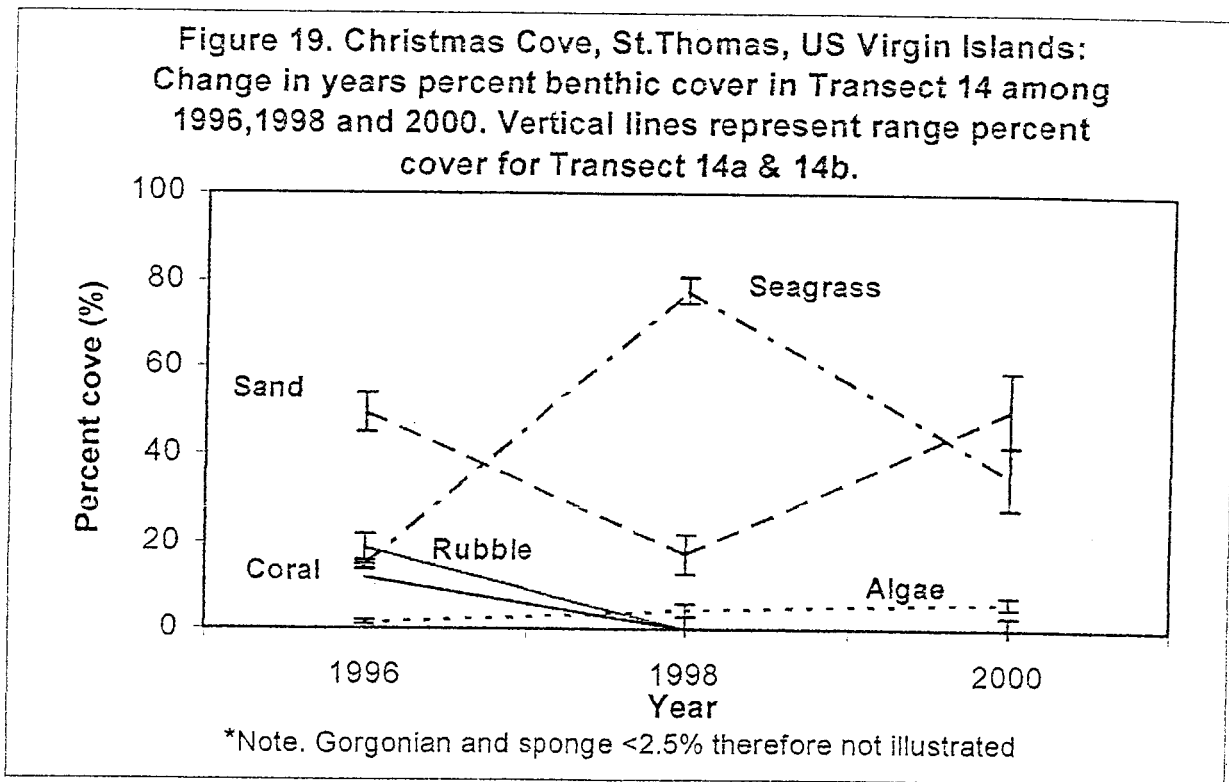 Figure 19. Christmas Cove, St.Thomas, US Virgin Islands:
Change in years percent benthic cover in Transect 14 among
1996,1998 and 2000. Vertical lines represent range percent
cover for Transect 14a & 14b.
100
80
60
40
20
0
Percent cove (%)
Seagrass
Sand
Rubble
Coral
Algae
1996
1998
2000
Year
*Note. Gorgonian and sponge <2.5% therefore not illustrated